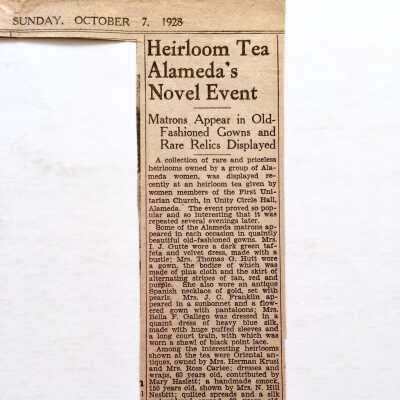 SUNDAY, OCTOBER 7, 1928
Heirloom Tea
Alameda's
Novel Event
Matrons Appear in Old-
Fashioned Gowns and
Rare Relics Displayed
A collection of rare and priceless
heirlooms owned by a group of Ala-
meda women, was displayed re-
cently at an heirloom tea given by
women members of the First Uni-
tarian Church, in Unity Circle Hall,
Alameda. The event proved so pop-
ular and so interesting that it was
repeated several evenings later.
Some of the Alameda matrons ap-
peared in each occasion in quaintly
beautiful old-fashioned gowns. Mrs.
I. J. Gutte wore a dark green taf-
feta and velvet dress, made with a
bustle; Mrs. Thomas G. Hutt wore
a gown, the bodice of which was
made of pina cloth and the skirt of
alternating stripes of tan, red and
purple. She also wore an antique
Spanish necklace of gold, set with
pearls. Mrs. J. C. Franklin ap-
peared in a sunbonnet and a flow-
ered gown with pantaloons; Mrs.
Bella F. Gallego was dressed in a
quaint dress of heavy blue silk,
made with huge puffed sleeves and
a long court train, with which was
worn a shawl of black point lace.
Among the interesting heirlooms
shown at the tea were Oriental an-
tiques, owned by Mrs. Herman Krusi
and Mrs. Ross Cariee; dresses and
wraps, 60 years old, contributed by
Mary Haslett; a handmade smock,
150 years old, shown by Mrs. N. Hill
Nesbitt; quilted spreads and a silk